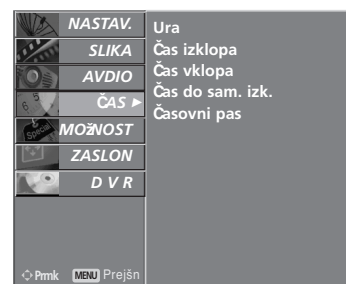 NASTAV.
SLIKA
AVDIO
ČAS ►
MOŽNOST
ZASLON
D V R
Ura
Čas izklopa
Čas vklopa
Čas do sam. izk.
Časovni pas
Prmk MENU Prejšn